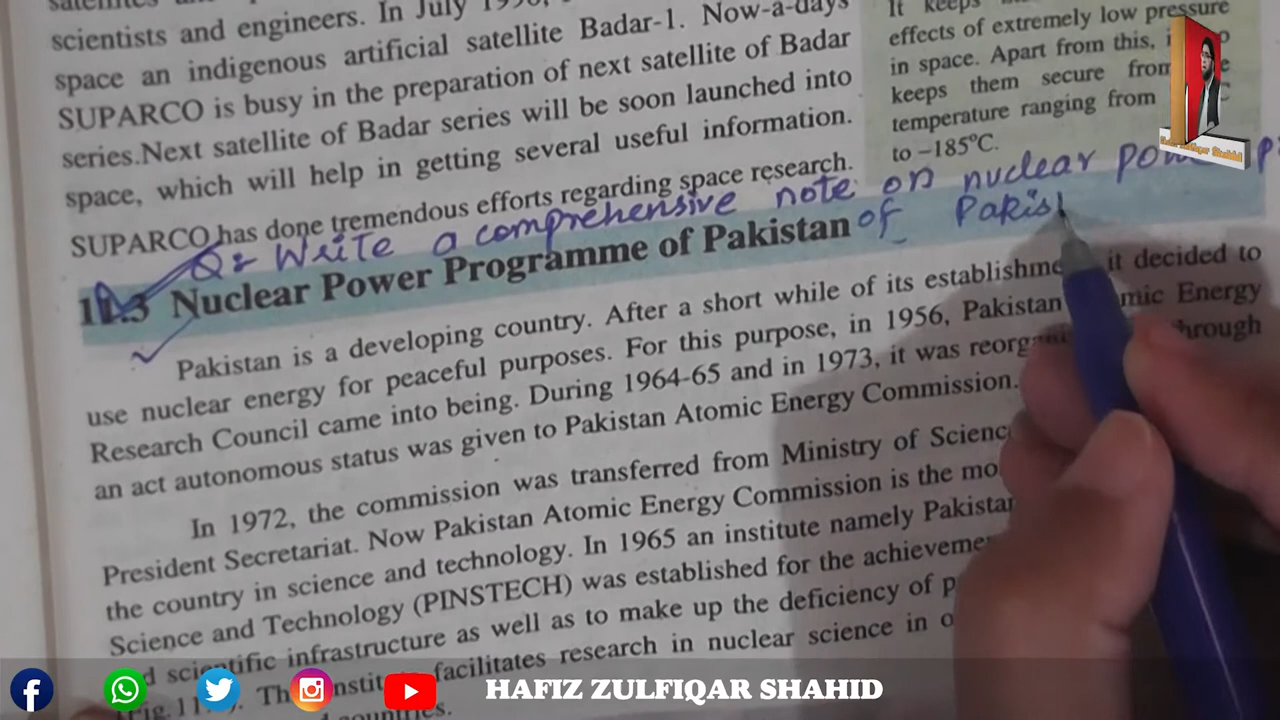 scientists and engineers. In July
space an indigenous artificial satellite Badar-1. Now-a-days
SUPARCO is busy in the preparation of next satellite of Badar
series.Next satellite of Badar series will be soon launched into
space, which will help in getting several useful information.
SUPARCO has done tremendous efforts regarding space research.
It keeps
effects of extremely low pressure
in space. Apart from this,
keeps them secure from
temperature ranging from
to –185°C.
Q:- Write a comprehensive note on nuclear
of Pakis
11.3 Nuclear Power Programme of Pakistan
Pakistan is a developing country. After a short while of its establishment it decided to
use nuclear energy for peaceful purposes. For this purpose, in 1956, Pakistan Energy
Research Council came into being. During 1964-65 and in 1973, it was through
an act autonomous status was given to Pakistan Atomic Energy Commission.
In 1972, the commission was transferred from Ministry of
President Secretariat. Now Pakistan Atomic Energy Commission is the
the country in science and technology. In 1965 an institute namely
Science and Technology (PINSTECH) was established for the
scientific infrastructure as well as to make up the deficiency of
facilitates research in nuclear science in
HAFIZ ZULFIQAR SHAHID